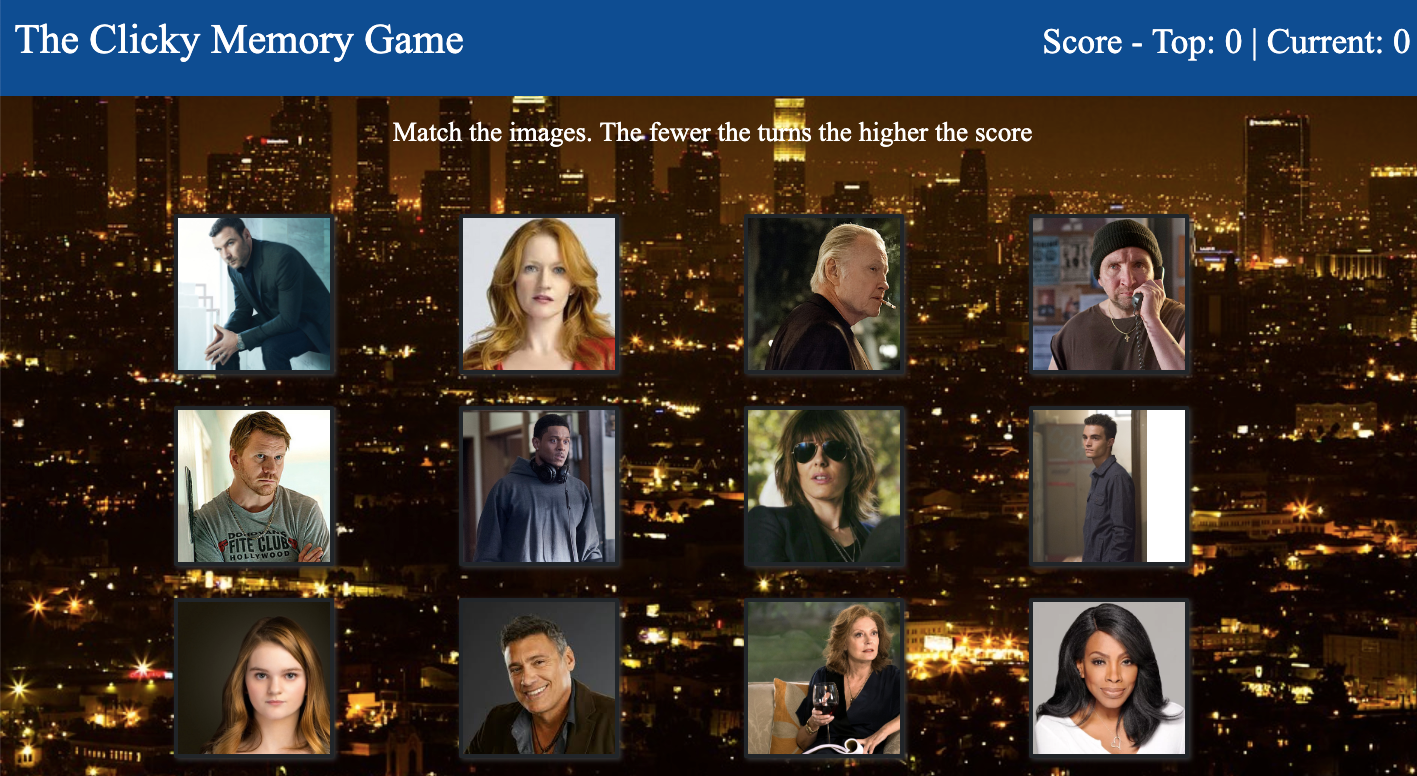 The Clicky Memory Game
Score - Top: 0 | Current: 0
Match the images. The fewer the turns the higher the score
FITE CLUB
HOLLYWOOD